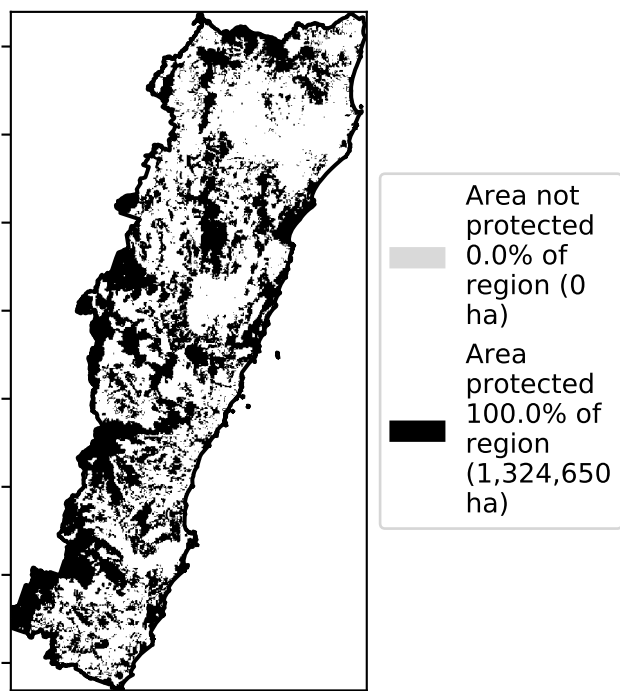 Area not
protected
0.0% of
region (0
ha)
Area
protected
100.0% of
region
(1,324,650
ha)